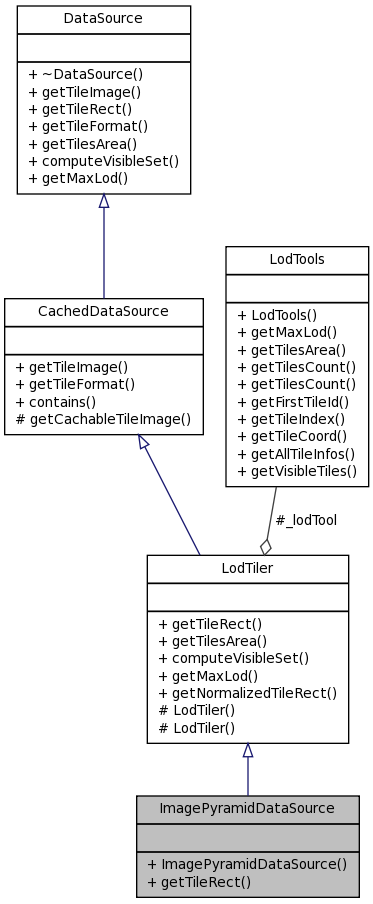 DataSource
+ ~DataSource()
+ getTileImage()
+ getTileRect()
+ getTileFormat()
+ getTilesArea()
+ computeVisibleSet()
+ getMaxLod()
CachedDataSource
+ getTileImage()
+ getTileFormat()
+ contains()
# getCachableTileImage()
LodTools
+ LodTools()
+ getMaxLod()
+ getTilesArea()
+ getTilesCount()
+ getTilesCount()
+ getFirstTileId()
+ getTileIndex()
+ getTileCoord()
+ getAllTileInfos()
+ getVisibleTiles()
#_lodTool
LodTiler
+ getTileRect()
+ getTilesArea()
+ computeVisibleSet()
+ getMaxLod()
+ getNormalizedTileRect()
# LodTiler()
# LodTiler()
ImagePyramidDataSource
+ ImagePyramidDataSource()
+ getTileRect()